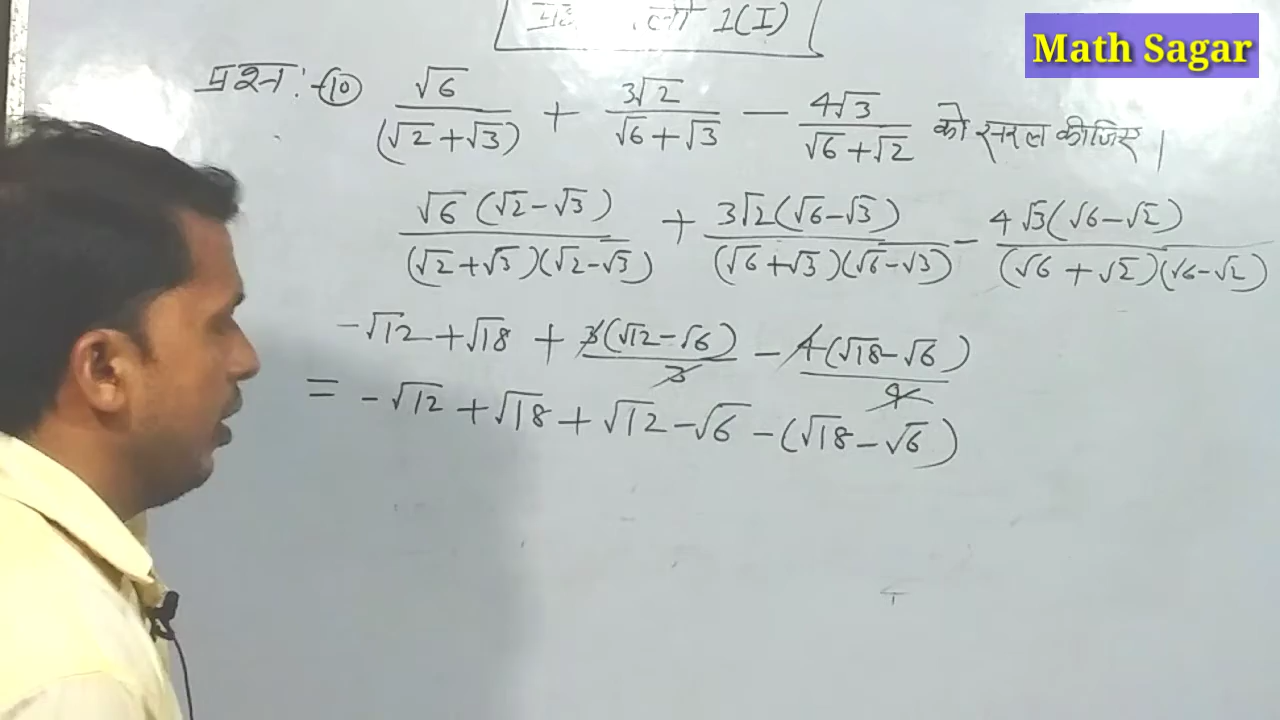 1(I)
Math Sagar
प्रश्न:-⑩ √6/(√2+√3) + 3√2/√6+√3 − 4√3/√6+√2 को सरल कीजिए।
√6(√2−√3)/(√2+√3)(√2−√3) + 3√2(√6−√3)/(√6+√3)(√6−√3) − 4√3(√6−√2)/(√6+√2)(√6−√2)
−√12+√18 + 3(√12−√6)/3 − 4(√18−√6)/4
= −√12+√18+√12−√6−(√18−√6)